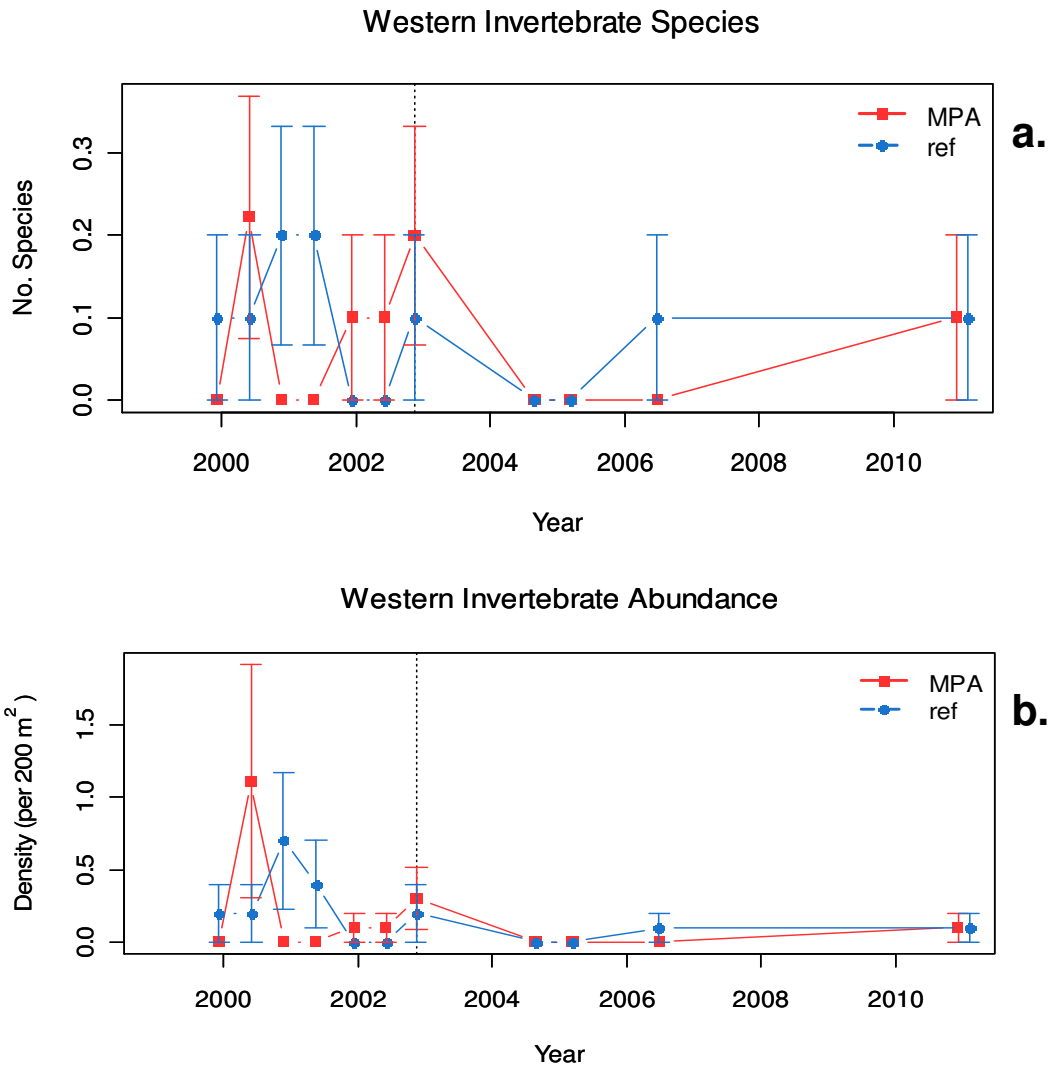 Western Invertebrate Species
a.
MPA
ref
No. Species
0.3
0.2
0.1
0.0
2000 2002 2004 2006 2008 2010
Year
Western Invertebrate Abundance
b.
MPA
ref
Density (per 200 m²)
1.5
1.0
0.5
0.0
2000 2002 2004 2006 2008 2010
Year